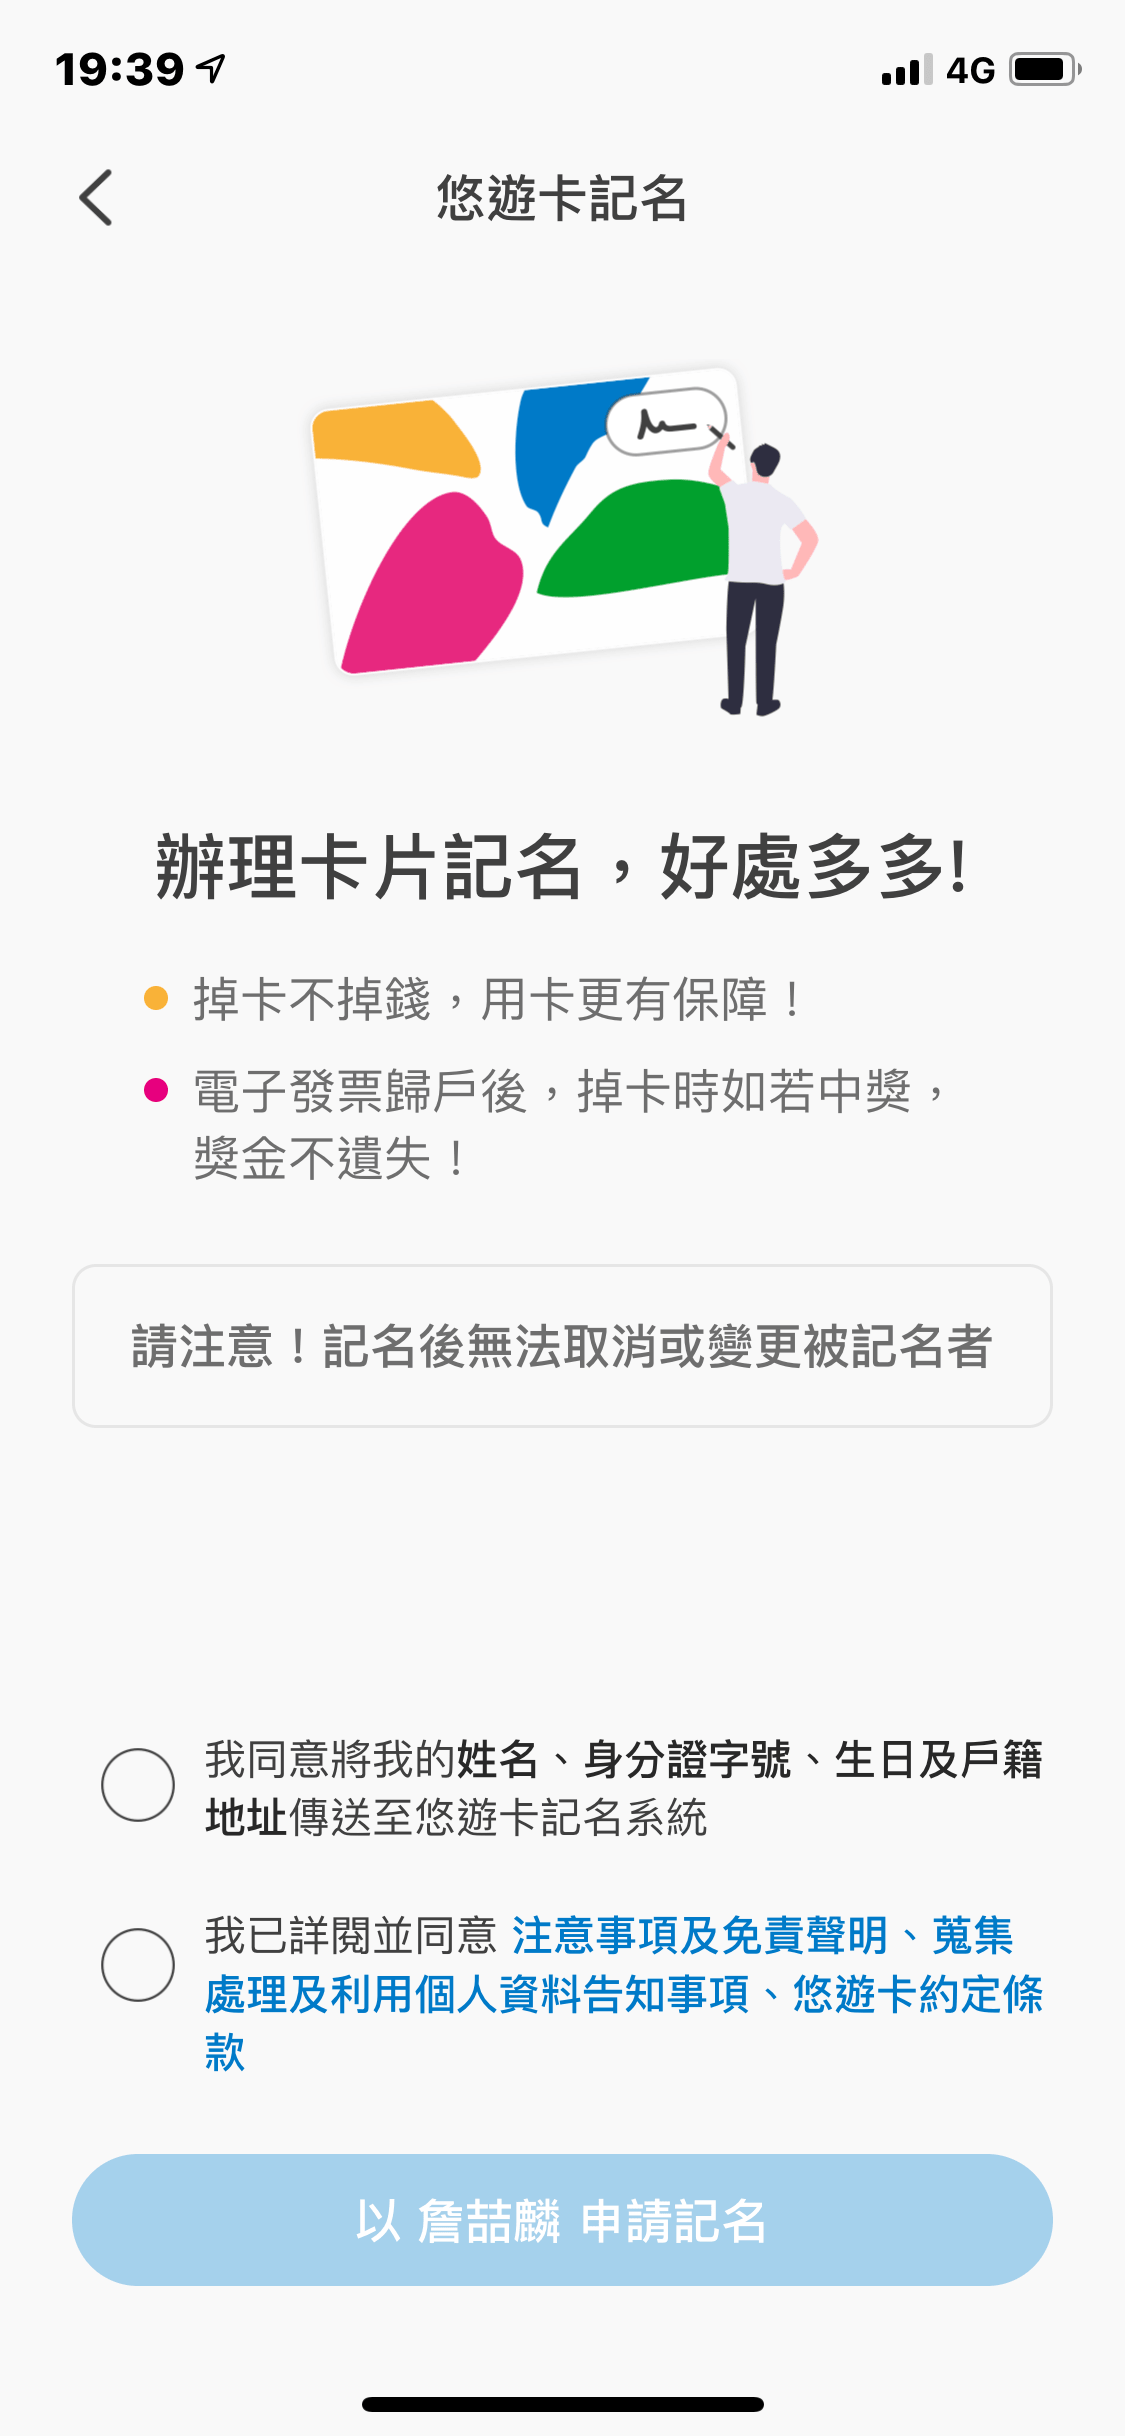 19:39
4G
悠遊卡記名
辦理卡片記名，好處多多!
掉卡不掉錢，用卡更有保障！
電子發票歸戶後，掉卡時如若中獎，
獎金不遺失！
請注意！記名後無法取消或變更被記名者
我同意將我的姓名、身分證字號、生日及戶籍
地址傳送至悠遊卡記名系統
我已詳閱並同意 注意事項及免責聲明、蒐集
處理及利用個人資料告知事項、悠遊卡約定條
款
以 詹喆麟 申請記名